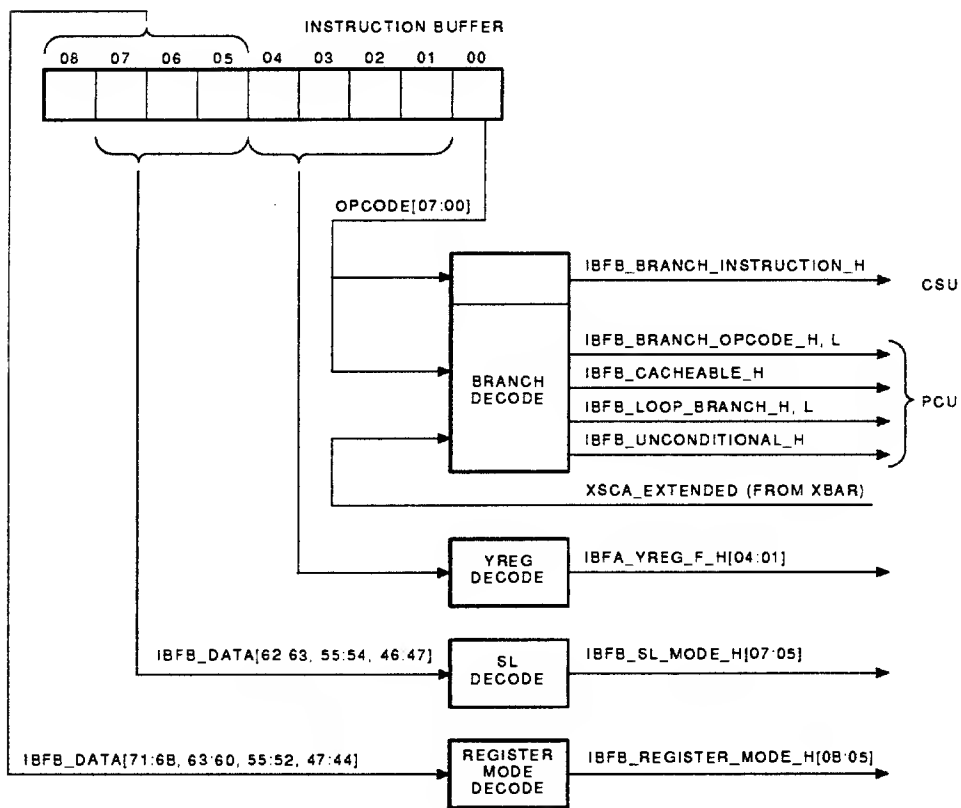 INSTRUCTION BUFFER
08 07 06 05 04 03 02 01 00
OPCODE[07:00]
IBFB_BRANCH_INSTRUCTION_H
CSU
IBFB_BRANCH_OPCODE_H, L
BRANCH
DECODE
IBFB_CACHEABLE_H
IBFB_LOOP_BRANCH_H, L
PCU
IBFB_UNCONDITIONAL_H
XSCA_EXTENDED (FROM XBAR)
YREG
DECODE
IBFA_YREG_F_H[04:01]
IBFB_DATA[62 63, 55:54, 46.47]
SL
DECODE
IBFB_SL_MODE_H[07:05]
IBFB_DATA[71:6B, 63:60, 55:52, 47:44]
REGISTER
MODE
DECODE
IBFB_REGISTER_MODE_H[0B:05]